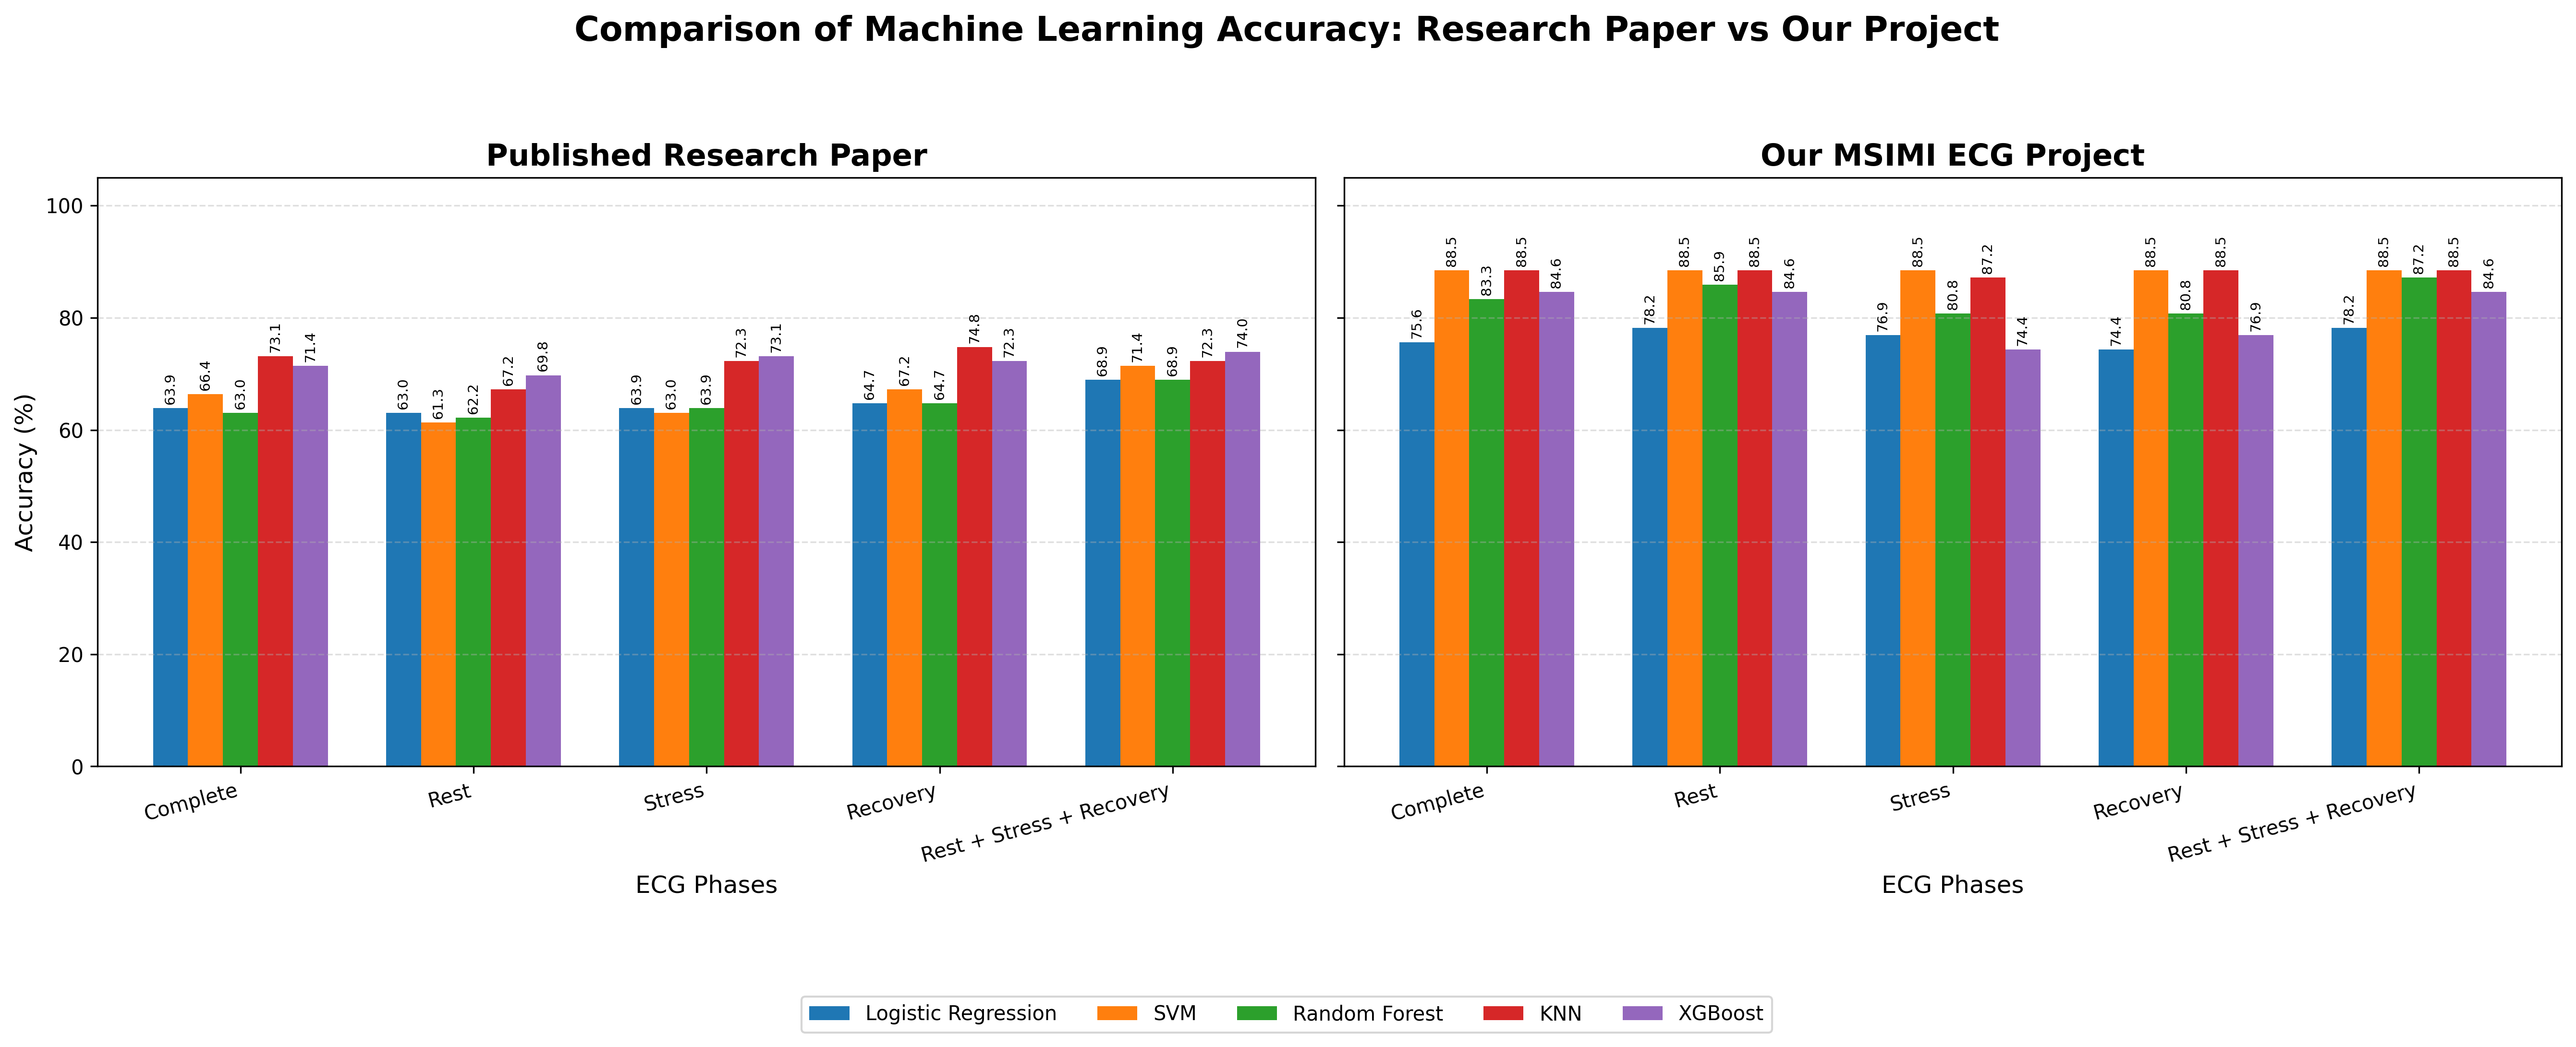 Comparison of Machine Learning Accuracy: Research Paper vs Our Project
Published Research Paper
Accuracy (%)
100
80
60
40
20
0
63.9 66.4 63.0 73.1 71.4
63.0 61.3 62.2 67.2 69.8
63.9 63.0 63.9 72.3 73.1
64.7 67.2 64.7 74.8 72.3
68.9 71.4 68.9 72.3 74.0
Complete Rest Stress Recovery Rest + Stress + Recovery
ECG Phases
Our MSIMI ECG Project
75.6 88.5 83.3 88.5 84.6
78.2 88.5 85.9 88.5 84.6
76.9 88.5 80.8 87.2 74.4
74.4 88.5 80.8 88.5 76.9
78.2 88.5 87.2 88.5 84.6
Complete Rest Stress Recovery Rest + Stress + Recovery
ECG Phases
Logistic Regression SVM Random Forest KNN XGBoost